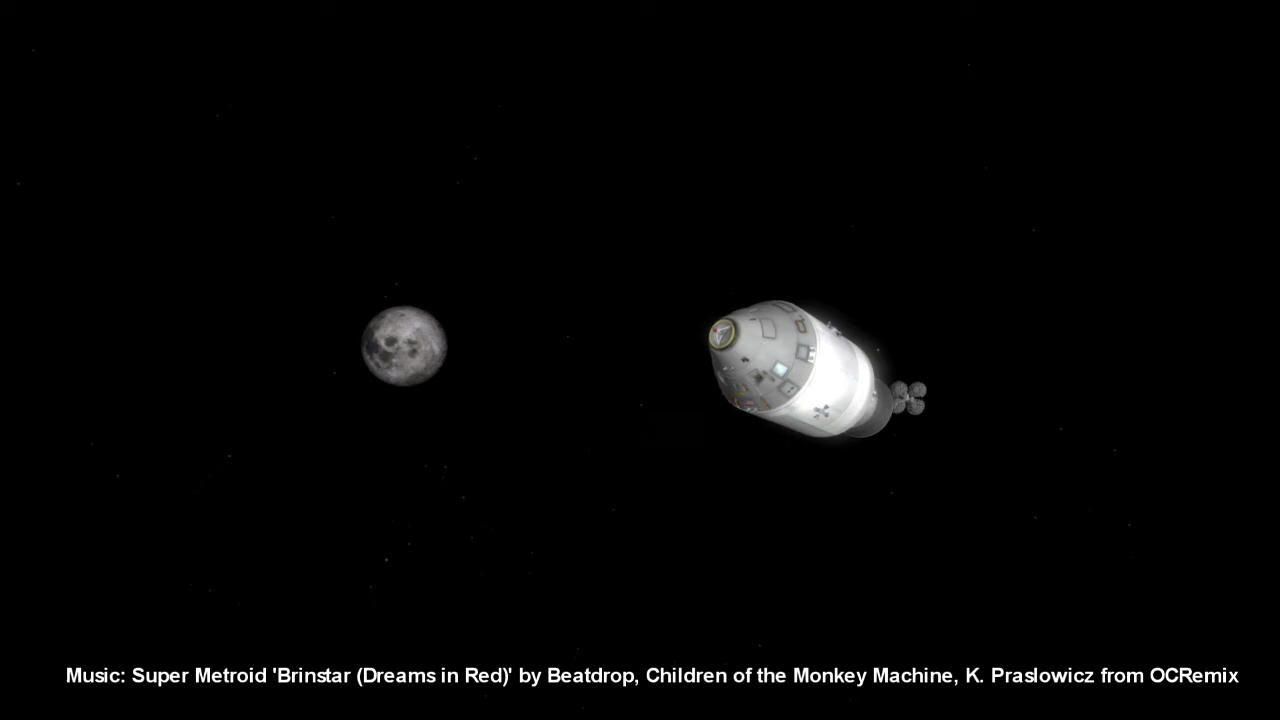 Music: Super Metroid 'Brinstar (Dreams in Red)' by Beatdrop, Children of the Monkey Machine, K. Praslowicz from OCRemix